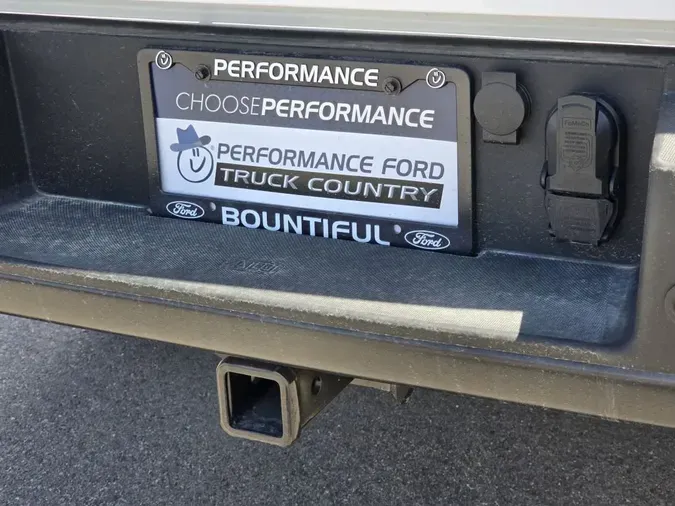 PERFORMANCE
CHOOSEPERFORMANCE
PERFORMANCE FORD
TRUCK COUNTRY
Ford BOUNTIFUL Ford